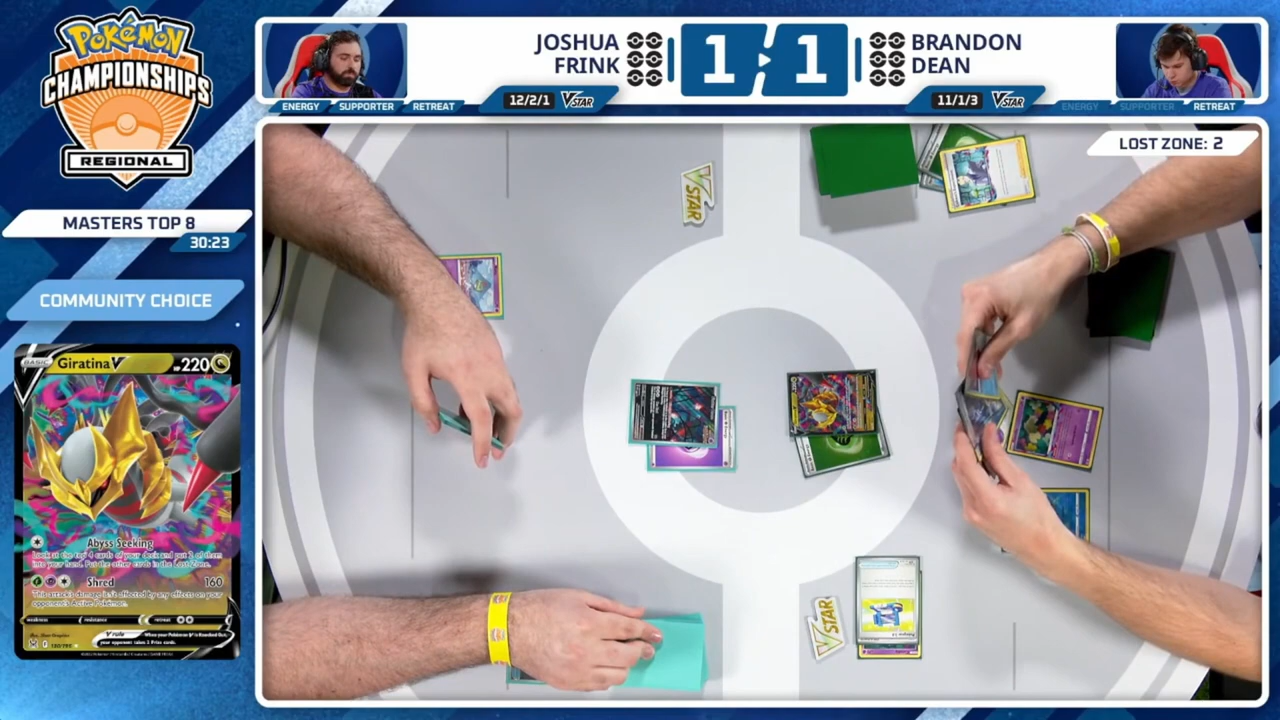 POKéMON
CHAMPIONSHIPS
REGIONAL
MASTERS TOP 8
30:23
COMMUNITY CHOICE
BASIC
Giratina V HP 220
Abyss Seeking
Look at the top 4 cards of your deck and put 2 of them
into your hand. Put the other cards in the Lost Zone.
Shred 160
This attack's damage isn't affected by any effects on your
opponent's Active Pokémon.
weakness resistance retreat
V rule
JOSHUA
FRINK
1
1
BRANDON
DEAN
ENERGY SUPPORTER RETREAT
12/2/1 VSTAR
11/1/3 VSTAR
ENERGY SUPPORTER RETREAT
LOST ZONE: 2
VSTAR
VSTAR